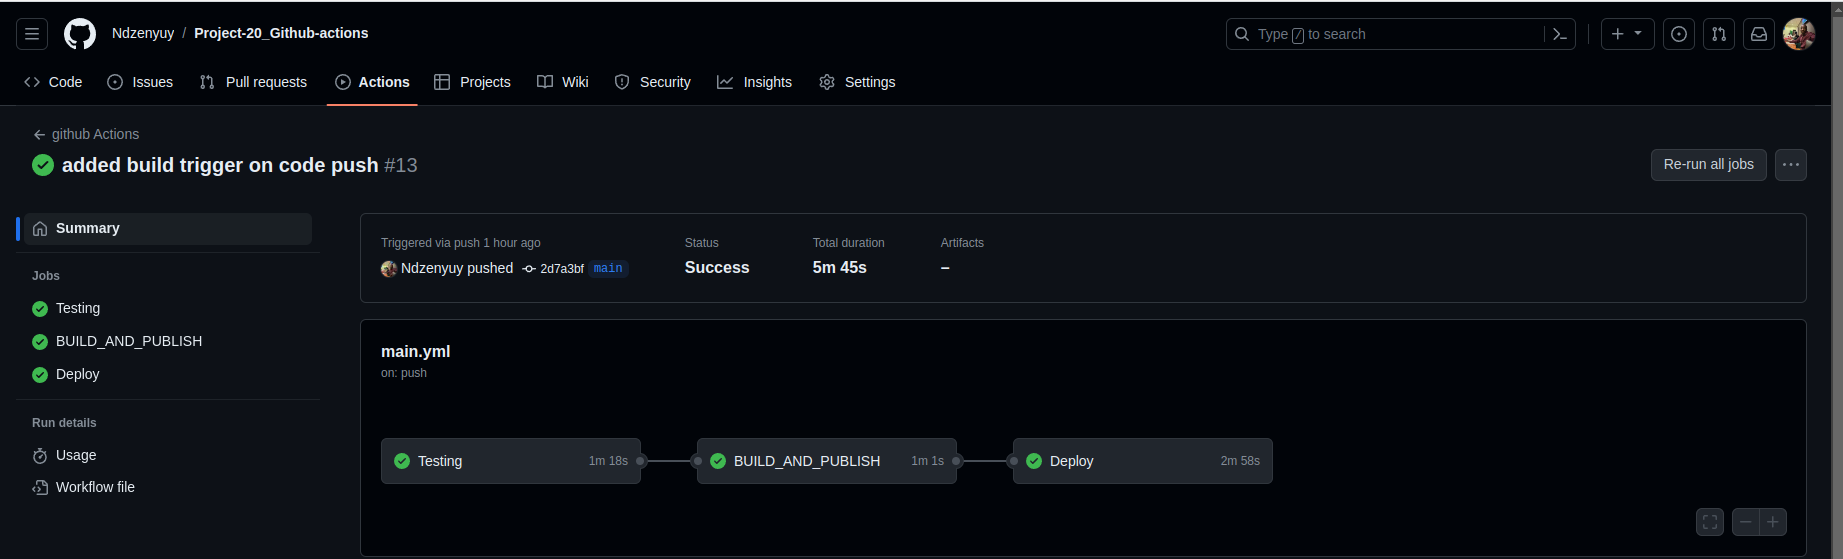 Ndzenyuy / Project-20_Github-actions
Type / to search
Code Issues Pull requests Actions Projects Wiki Security Insights Settings
github Actions
added build trigger on code push #13
Re-run all jobs
Summary
Jobs
Testing
BUILD_AND_PUBLISH
Deploy
Run details
Usage
Workflow file
Triggered via push 1 hour ago
Ndzenyuy pushed 2d7a3bf main
Status
Success
Total duration
5m 45s
Artifacts
–
main.yml
on: push
Testing 1m 18s
BUILD_AND_PUBLISH 1m 1s
Deploy 2m 58s